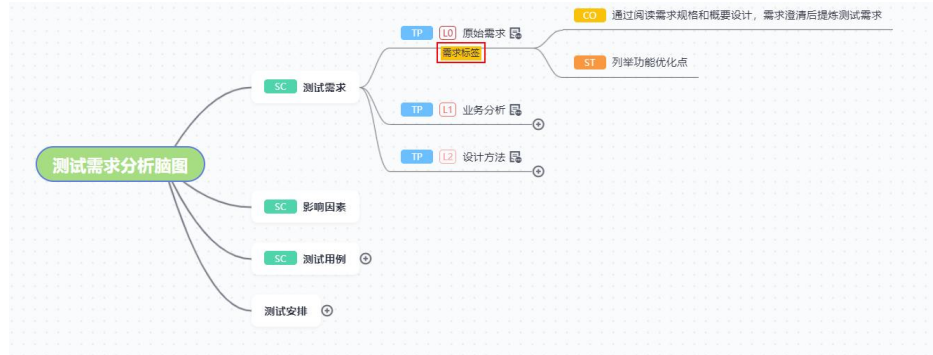 测试需求分析脑图
SC 测试需求
TP L0 原始需求
需求标签
CO 通过阅读需求规格和概要设计，需求澄清后提炼测试需求
ST 列举功能优化点
TP L1 业务分析
TP L2 设计方法
SC 影响因素
SC 测试用例
测试安排